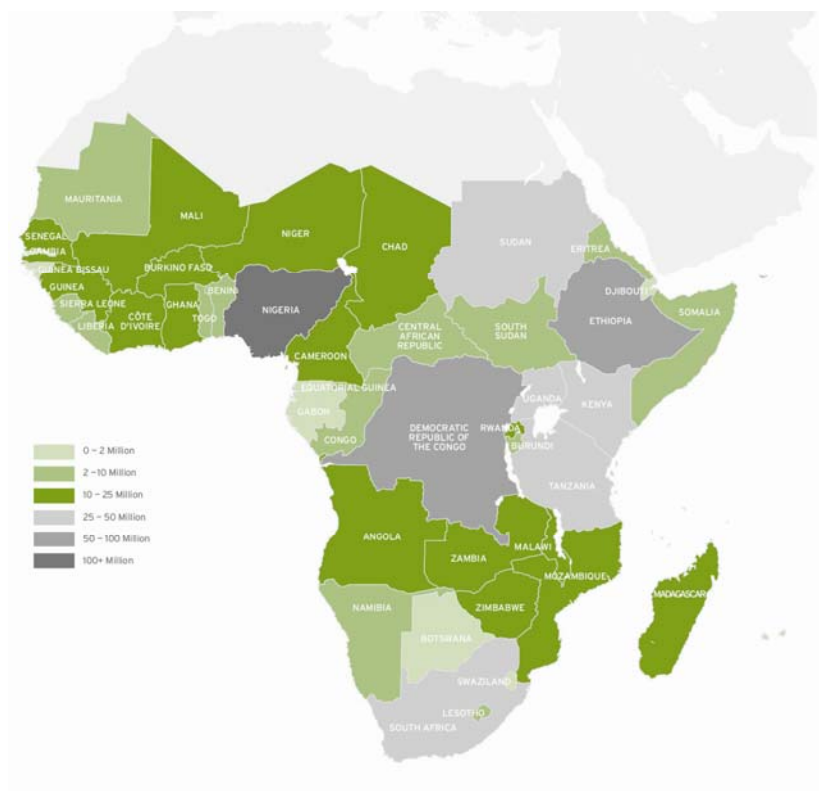 MAURITANIA
MALI
NIGER
CHAD
SUDAN
ERITREA
SENEGAL
GAMBIA
GUINEA BISSAU
BURKINO FASO
GUINEA
SIERRA LEONE
LIBERIA
CÔTE
D'IVOIRE
GHANA
TOGO
BENIN
NIGERIA
CAMEROON
CENTRAL
AFRICAN
REPUBLIC
SOUTH
SUDAN
DJIBOUTI
ETHIOPIA
SOMALIA
EQUATORIAL GUINEA
GABON
CONGO
DEMOCRATIC
REPUBLIC OF
THE CONGO
UGANDA
KENYA
RWANDA
BURUNDI
TANZANIA
0 – 2 Million
2 – 10 Million
10 – 25 Million
25 – 50 Million
50 – 100 Million
100+ Million
ANGOLA
ZAMBIA
MALAWI
MOZAMBIQUE
MADAGASCAR
ZIMBABWE
NAMIBIA
BOTSWANA
SWAZILAND
LESOTHO
SOUTH AFRICA